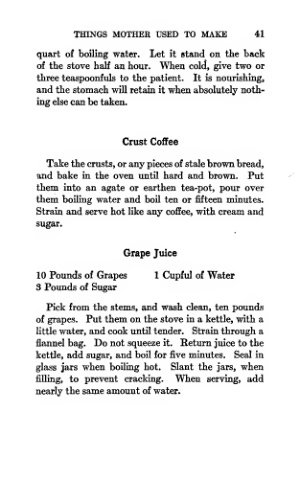 THINGS MOTHER USED TO MAKE 41
quart of boiling water. Let it stand on the back
of the stove half an hour. When cold, give two or
three teaspoonfuls to the patient. It is nourishing,
and the stomach will retain it when absolutely noth-
ing else can be taken.
Crust Coffee
Take the crusts, or any pieces of stale brown bread,
and bake in the oven until hard and brown. Put
them into an agate or earthen tea-pot, pour over
them boiling water and boil ten or fifteen minutes.
Strain and serve hot like any coffee, with cream and
sugar.
Grape Juice
10 Pounds of Grapes 1 Cupful of Water
3 Pounds of Sugar
Pick from the stems, and wash clean, ten pounds
of grapes. Put them on the stove in a kettle, with a
little water, and cook until tender. Strain through a
flannel bag. Do not squeeze it. Return juice to the
kettle, add sugar, and boil for five minutes. Seal in
glass jars when boiling hot. Slant the jars, when
filling, to prevent cracking. When serving, add
nearly the same amount of water.